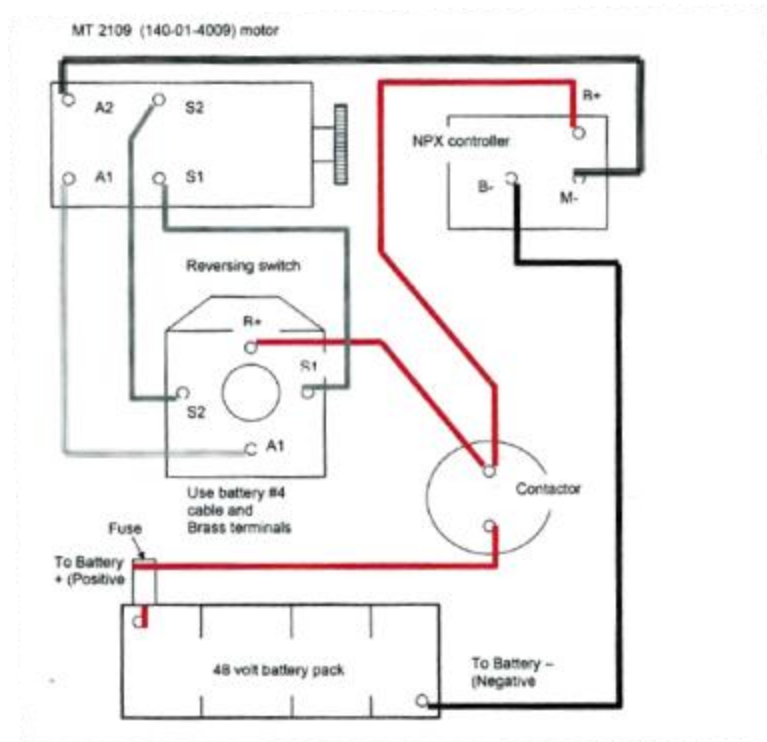 MT 2109 (140-01-4009) motor
A2
S2
B+
NPX controller
A1
S1
B-
M-
Reversing switch
B+
S1
S2
A1
Use battery #4
cable and
Brass terminals
Contactor
Fuse
To Battery
+ (Positive
48 volt battery pack
To Battery –
(Negative